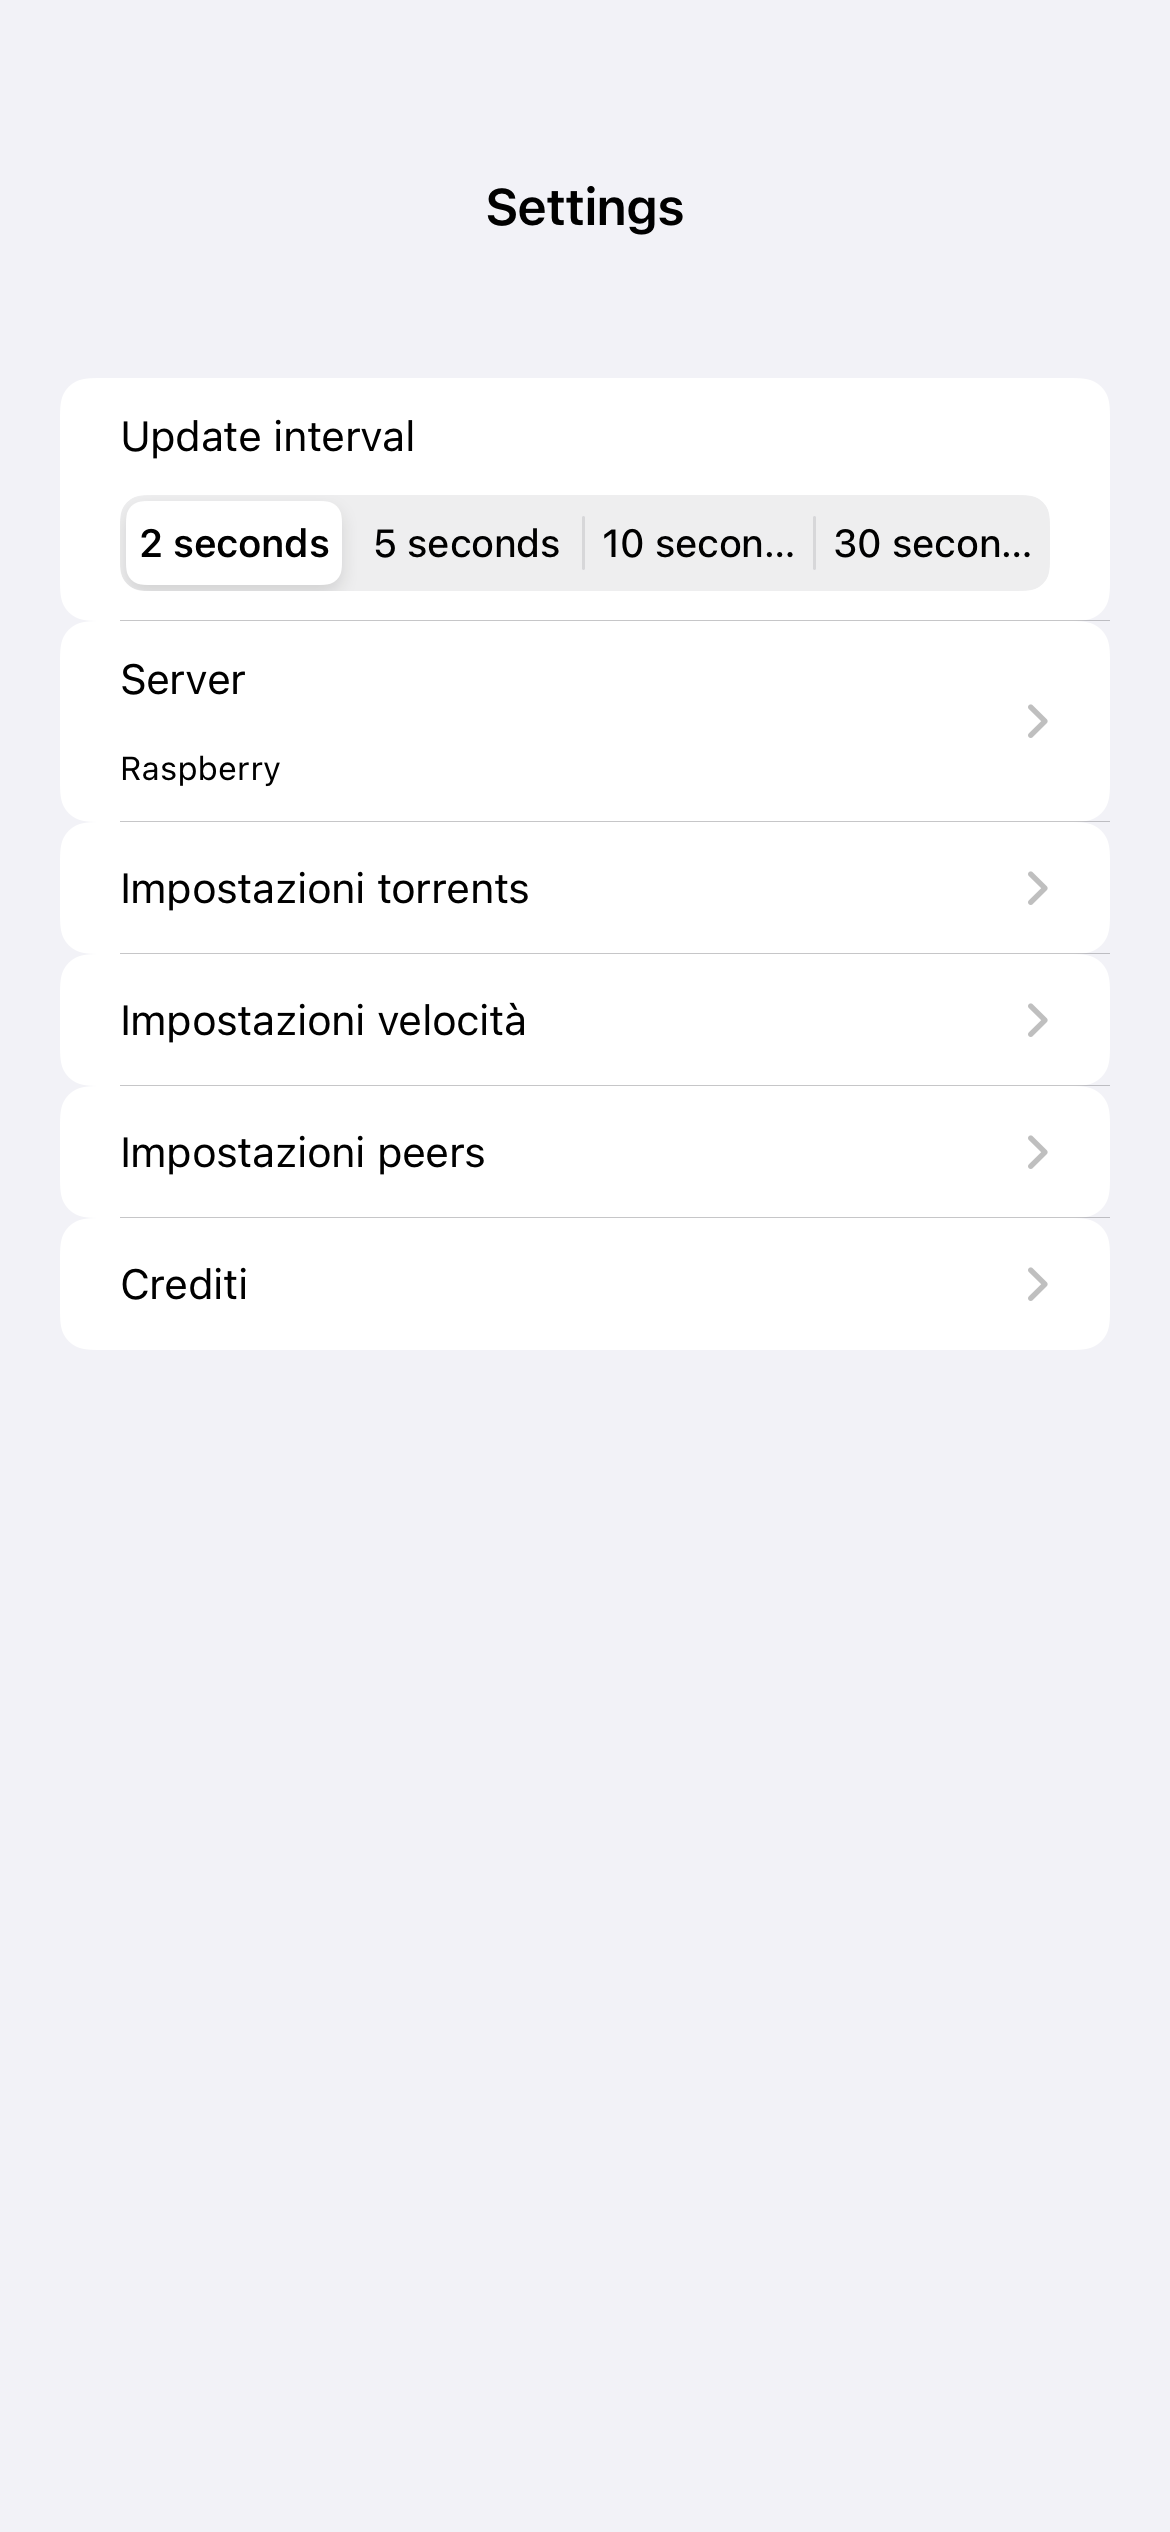 Settings
Update interval
2 seconds 5 seconds 10 secon... 30 secon...
Server
Raspberry
Impostazioni torrents
Impostazioni velocità
Impostazioni peers
Crediti